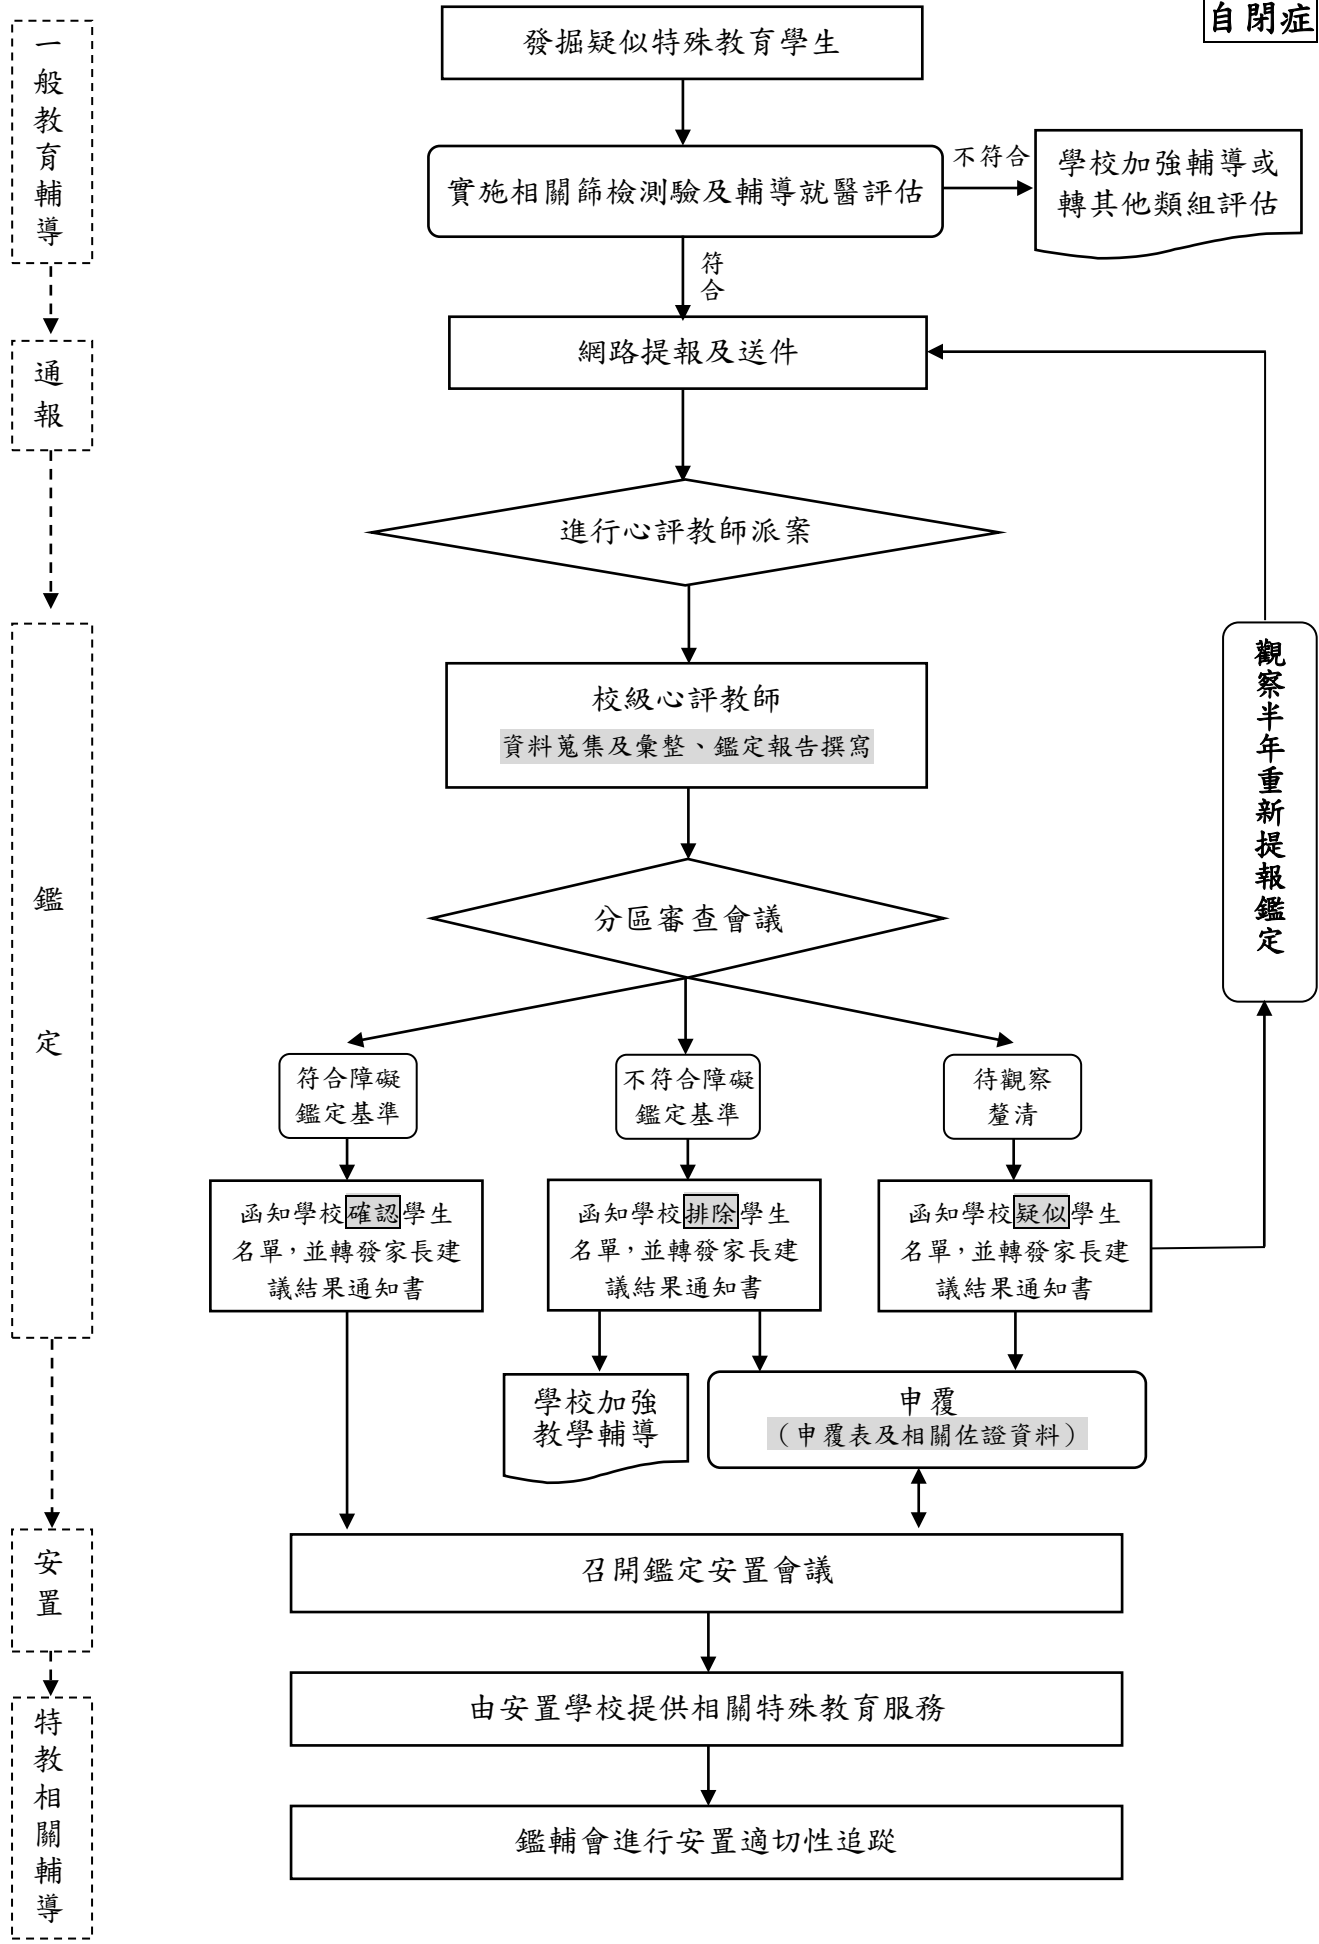 自閉症
一般教育輔導
通報
鑑定
安置
特教相關輔導
發掘疑似特殊教育學生
實施相關篩檢測驗及輔導就醫評估
不符合
學校加強輔導或
轉其他類組評估
符合
網路提報及送件
進行心評教師派案
校級心評教師
資料蒐集及彙整、鑑定報告撰寫
分區審查會議
觀察半年重新提報鑑定
符合障礙
鑑定基準
不符合障礙
鑑定基準
待觀察
釐清
函知學校確認學生
名單，並轉發家長建
議結果通知書
函知學校排除學生
名單，並轉發家長建
議結果通知書
函知學校疑似學生
名單，並轉發家長建
議結果通知書
學校加強
教學輔導
申覆
（申覆表及相關佐證資料）
召開鑑定安置會議
由安置學校提供相關特殊教育服務
鑑輔會進行安置適切性追蹤